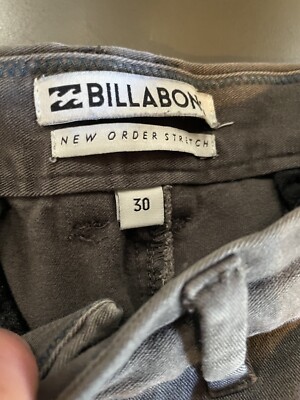 BILLABON
NEW ORDER STRETCH
30